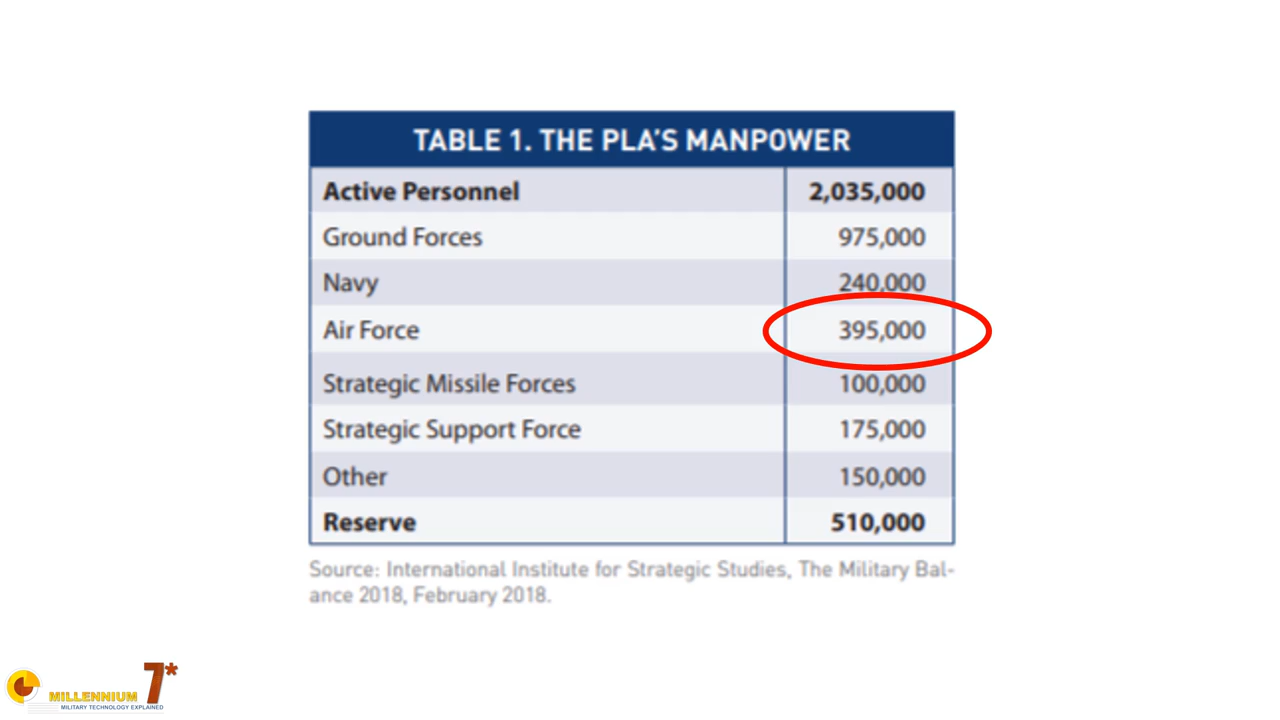 TABLE 1. THE PLA'S MANPOWER
Active Personnel 2,035,000
Ground Forces 975,000
Navy 240,000
Air Force 395,000
Strategic Missile Forces 100,000
Strategic Support Force 175,000
Other 150,000
Reserve 510,000
Source: International Institute for Strategic Studies, The Military Bal-
ance 2018, February 2018.
MILLENNIUM 7*
MILITARY TECHNOLOGY EXPLAINED